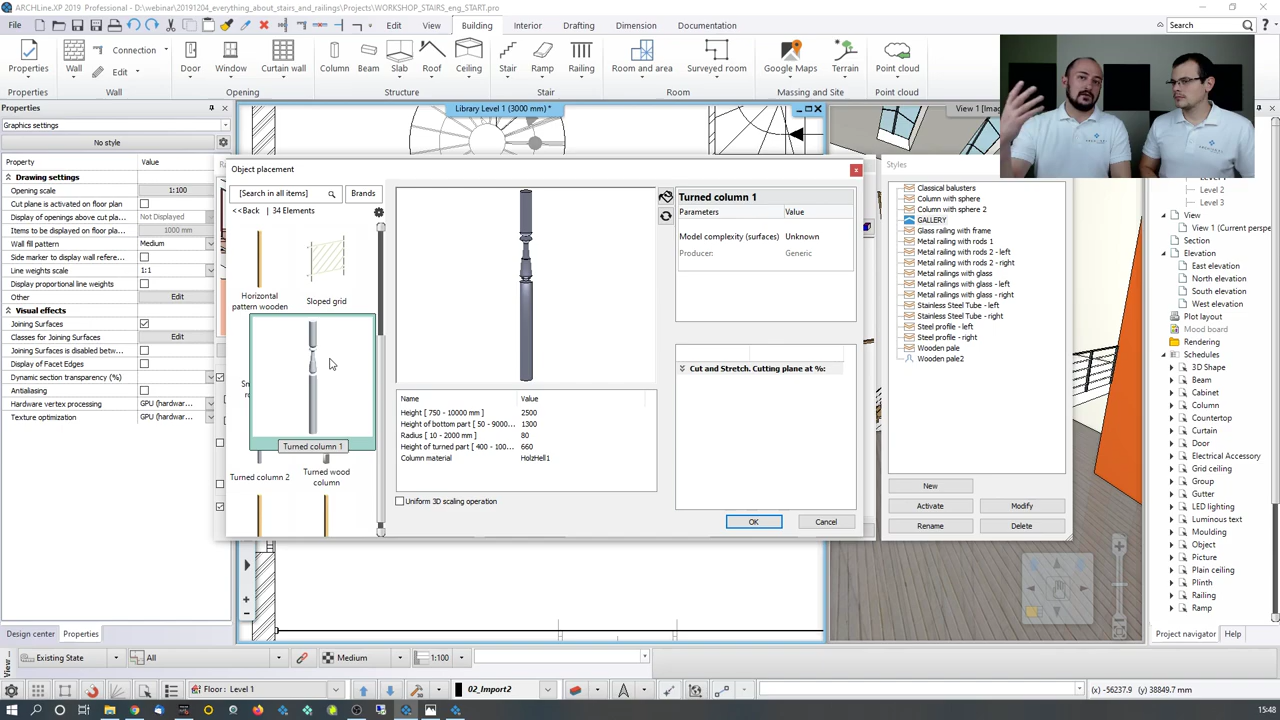 ARCHLine.XP 2019 Professional - D:\webinar\20191204_everything_about_stairs_and_railings\Projects\WORKSHOP_STAIRS_eng_START.pro
File
Edit
View
Building
Interior
Drafting
Dimension
Documentation
Search
Properties
Wall
Connection
Edit
Door
Window
Curtain wall
Column
Beam
Slab
Roof
Ceiling
Stair
Ramp
Railing
Room and area
Surveyed room
Google Maps
Terrain
Point cloud
Properties
Wall
Opening
Structure
Stair
Room
Massing and Site
Point cloud
Properties
Graphics settings
No style
Property
Value
Drawing settings
Opening scale
1:100
Cut plane is activated on floor plan
Display of openings above cut plan...
Not Displayed
Items to be displayed on floor plan...
1000 mm
Wall fill pattern
Medium
Side marker to display wall refere...
Line weights scale
1:1
Display proportional line weights
Other
Edit
Visual effects
Joining Surfaces
Classes for Joining Surfaces
Edit
Joining Surfaces is disabled betw...
Display of Facet Edges
Dynamic section transparency (%)
Antialiasing
Hardware vertex processing
GPU (hardwar...
Texture optimization
GPU (hardwar...
Design center
Properties
Library Level 1 (3000 mm) *
View 1 [Imag
Object placement
[Search in all items]
Brands
<<Back
34 Elements
Horizontal
pattern wooden
Sloped grid
Turned column 1
Turned column 2
Turned wood
column
Turned column 1
Parameters
Value
Model complexity (surfaces)
Unknown
Producer:
Generic
Cut and Stretch. Cutting plane at %:
Name
Value
Height [ 750 - 10000 mm ]
2500
Height of bottom part [ 50 - 9000...
1300
Radius [ 10 - 2000 mm ]
80
Height of turned part [ 400 - 100...
660
Column material
HolzHell1
Uniform 3D scaling operation
OK
Cancel
Styles
Classical balusters
Column with sphere
Column with sphere 2
GALLERY
Glass railing with frame
Metal railing with rods 1
Metal railing with rods 2 - left
Metal railing with rods 2 - right
Metal railings with glass
Metal railings with glass - left
Metal railings with glass - right
Stainless Steel Tube - left
Stainless Steel Tube - right
Steel profile - left
Steel profile - right
Wooden pale
Wooden pale2
New
Activate
Modify
Rename
Delete
Level 1
Level 2
Level 3
View
View 1 (Current perspe
Section
Elevation
East elevation
North elevation
South elevation
West elevation
Plot layout
Mood board
Rendering
Schedules
3D Shape
Beam
Cabinet
Column
Countertop
Curtain
Door
Electrical Accessory
Grid ceiling
Group
Gutter
LED lighting
Luminous text
Moulding
Object
Picture
Plain ceiling
Plinth
Railing
Ramp
Project navigator
Help
View
Existing State
All
Medium
1:100
Floor : Level 1
02_Import2
x) -56237.9
y) 38849.7 mm
15:48